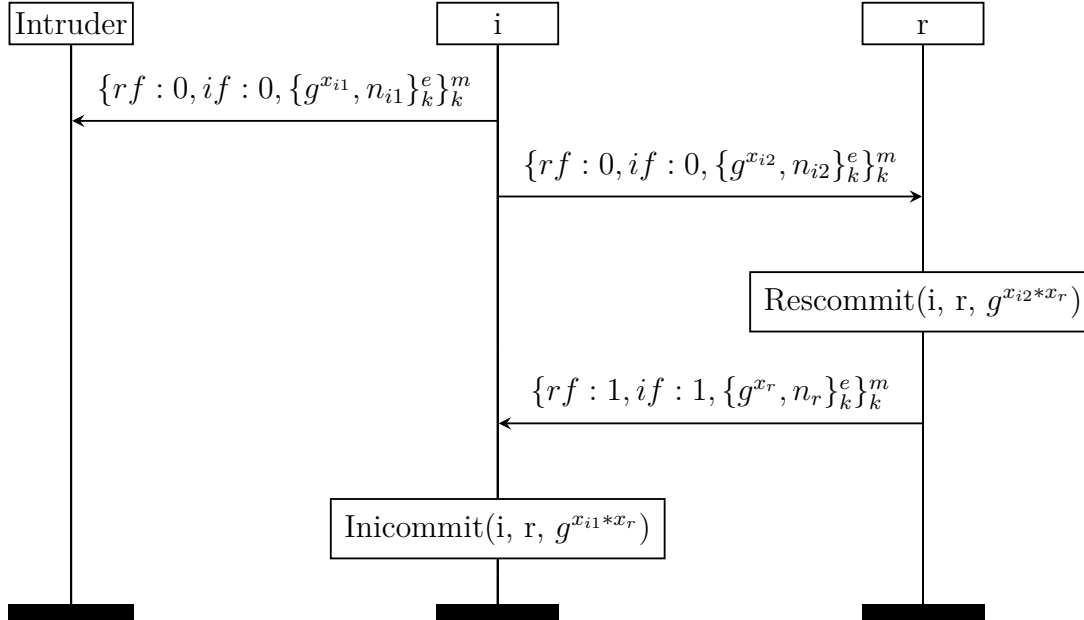 Intruder
i
r
{rf : 0, if : 0, {g^{x_{i1}}, n_{i1}}^e_k}^m_k
{rf : 0, if : 0, {g^{x_{i2}}, n_{i2}}^e_k}^m_k
Rescommit(i, r, g^{x_{i2}*x_r})
{rf : 1, if : 1, {g^{x_r}, n_r}^e_k}^m_k
Inicommit(i, r, g^{x_{i1}*x_r})